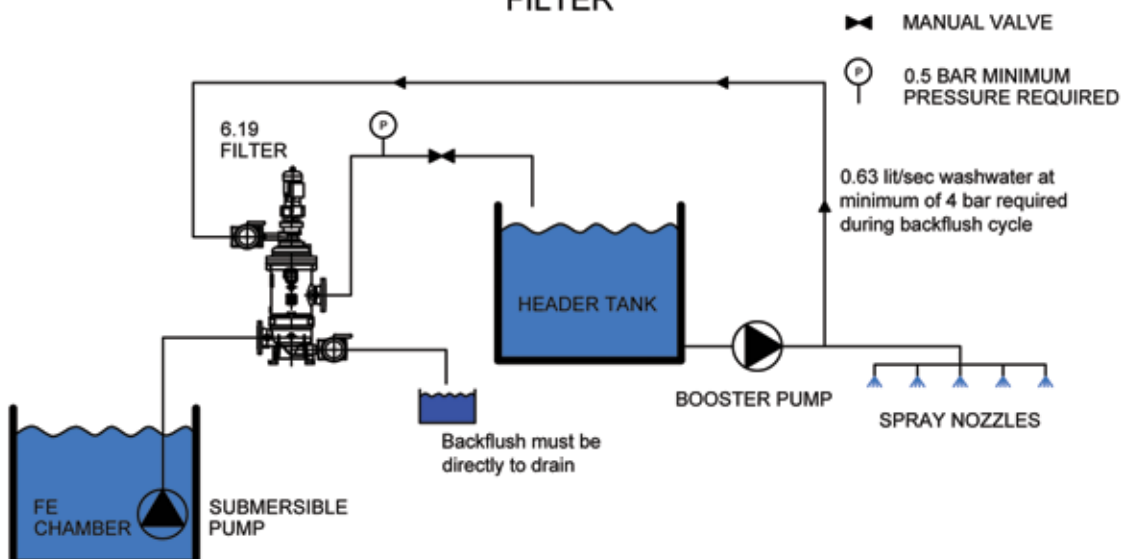 FILTER
MANUAL VALVE
P
0.5 BAR MINIMUM
PRESSURE REQUIRED
6.19
FILTER
P
0.63 lit/sec washwater at
minimum of 4 bar required
during backflush cycle
HEADER TANK
BOOSTER PUMP
SPRAY NOZZLES
Backflush must be
directly to drain
FE
CHAMBER
SUBMERSIBLE
PUMP